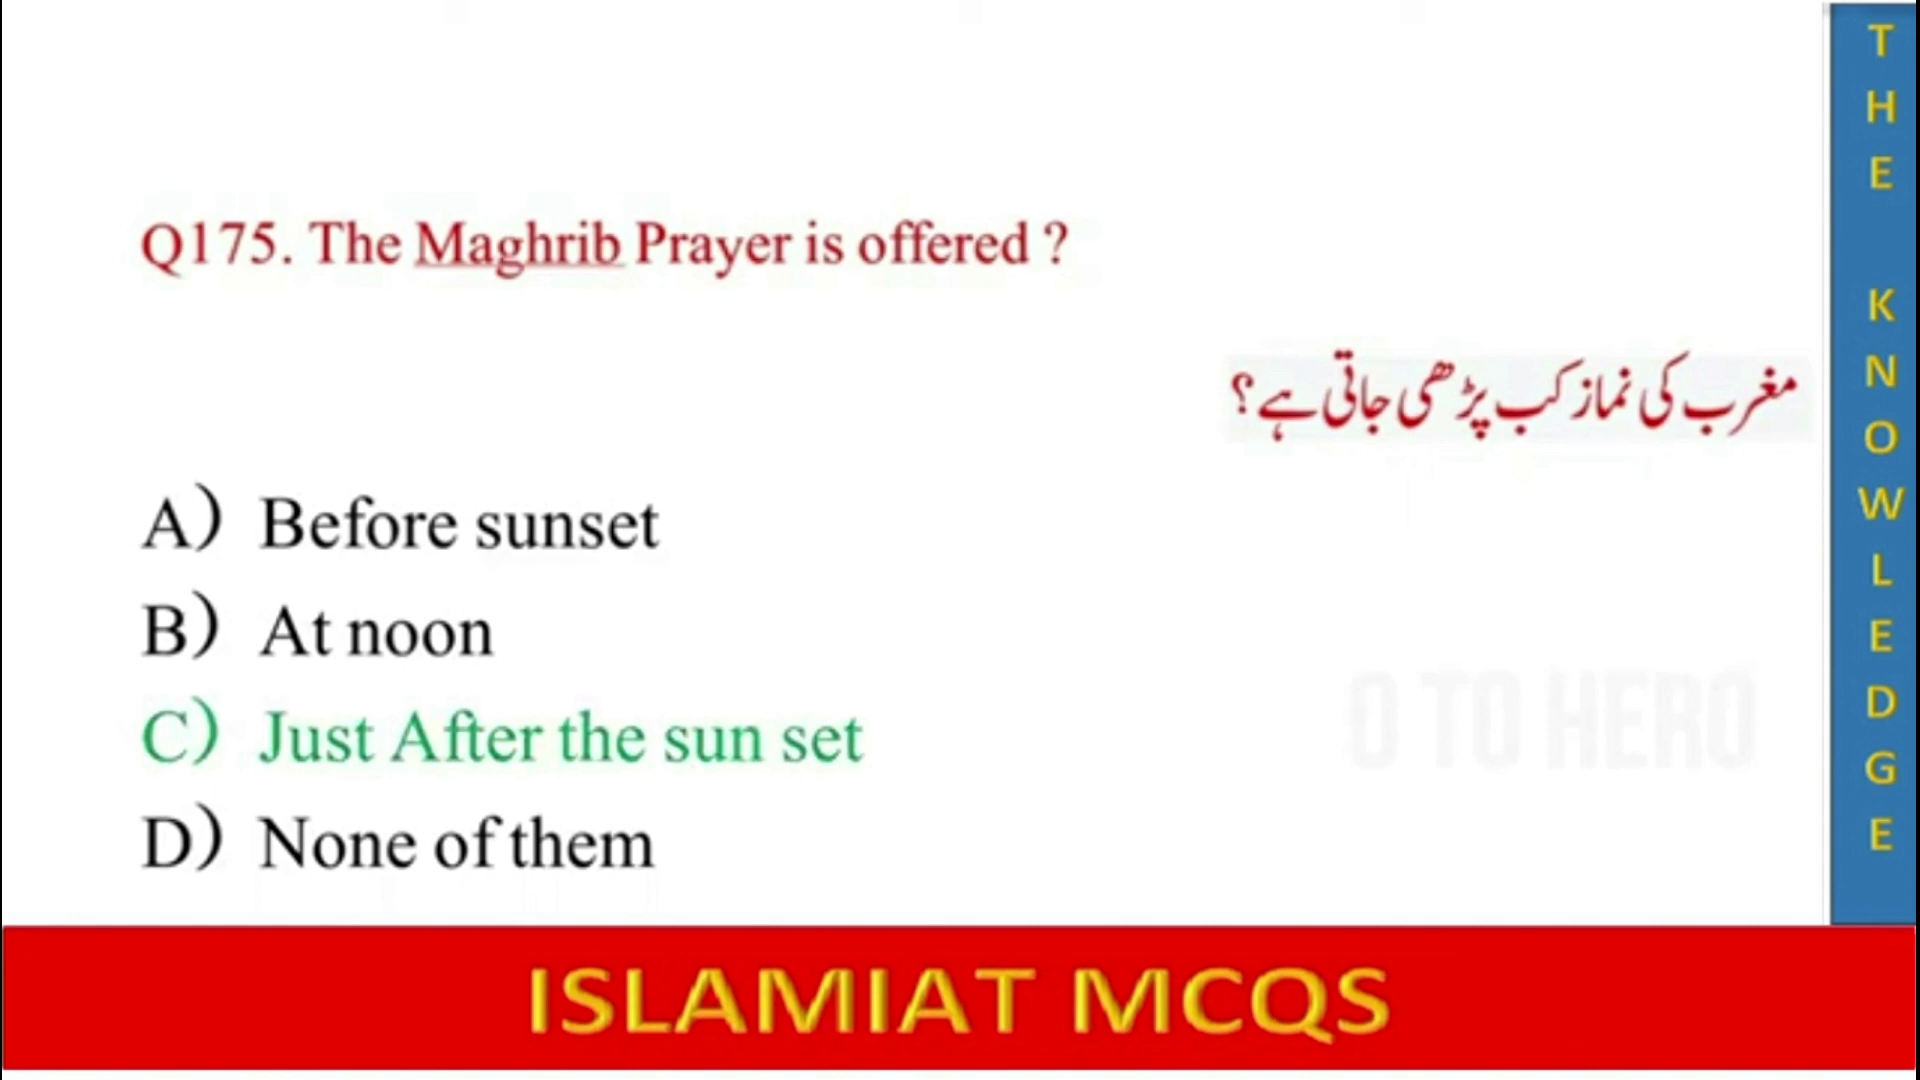 Q175. The Maghrib Prayer is offered ?
مغرب کی نماز کب پڑھی جاتی ہے؟
A) Before sunset
B) At noon
C) Just After the sun set
D) None of them
0 TO HERO
ISLAMIAT MCQS
THE KNOWLEDGE